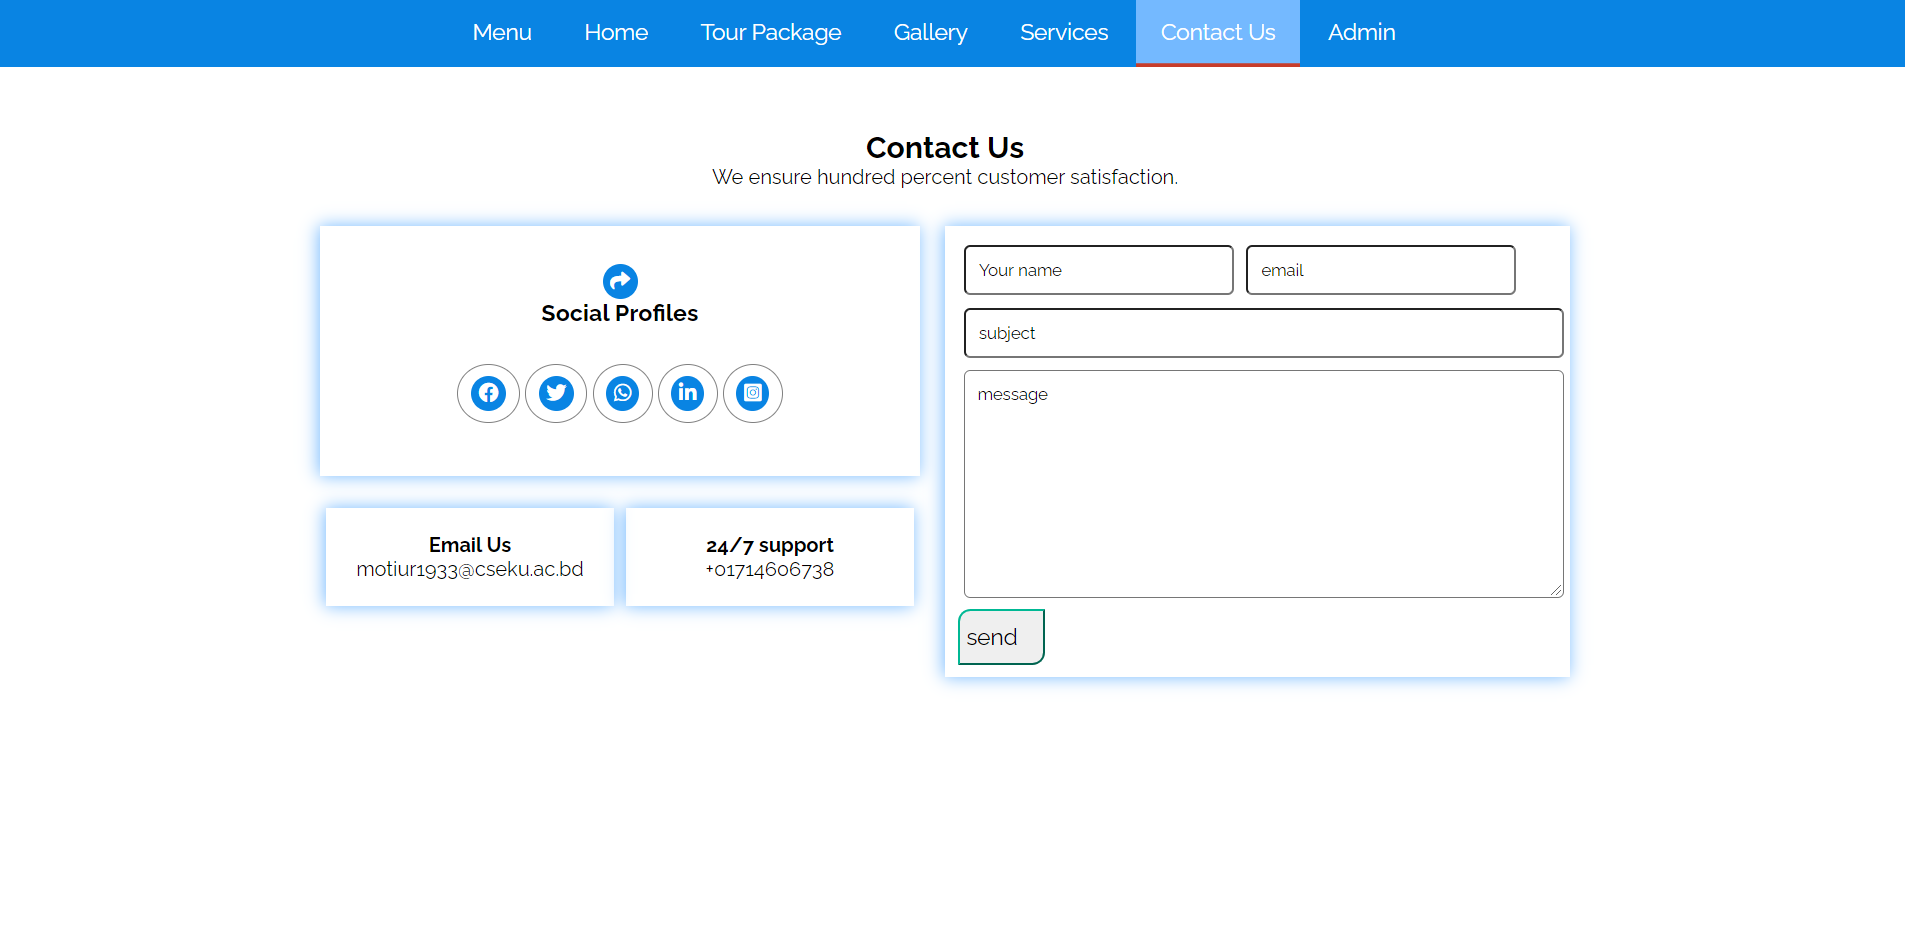 Menu Home Tour Package Gallery Services Contact Us Admin
Contact Us
We ensure hundred percent customer satisfaction.
Social Profiles
Email Us
motiur1933@cseku.ac.bd
24/7 support
+01714606738
Your name
email
subject
message
send